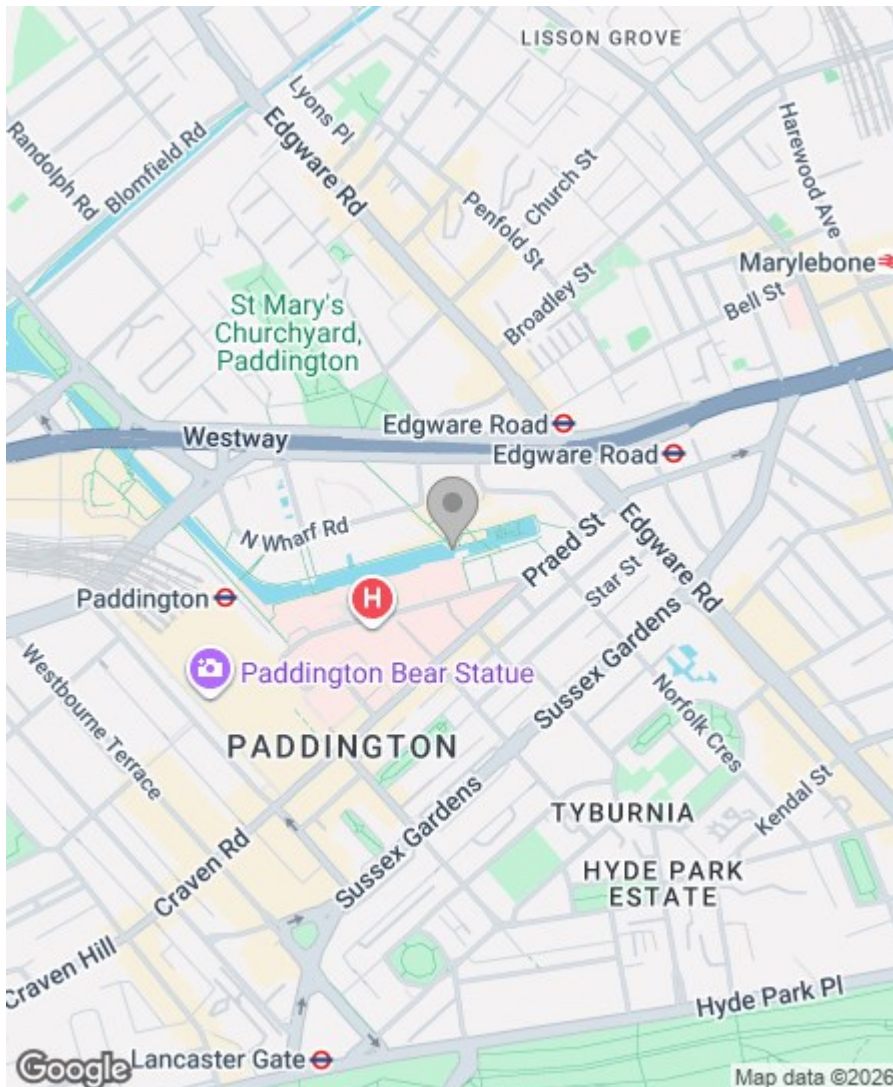 LISSON GROVE
Lyons Pl
Harewood Ave
Randolph Rd
Blomfield Rd
Edgware Rd
Church St
Penfold St
Marylebone
Broadley St
Bell St
St Mary's
Churchyard,
Paddington
Edgware Road
Westway
Edgware Road
N Wharf Rd
Praed St
Edgware Rd
Star St
Paddington
H
Sussex Gardens
Paddington Bear Statue
Westbourne Terrace
Norfolk Cres
PADDINGTON
Kendal St
TYBURNIA
Sussex Gardens
HYDE PARK
ESTATE
Craven Rd
Craven Hill
Hyde Park Pl
Lancaster Gate
Google
Map data ©2026